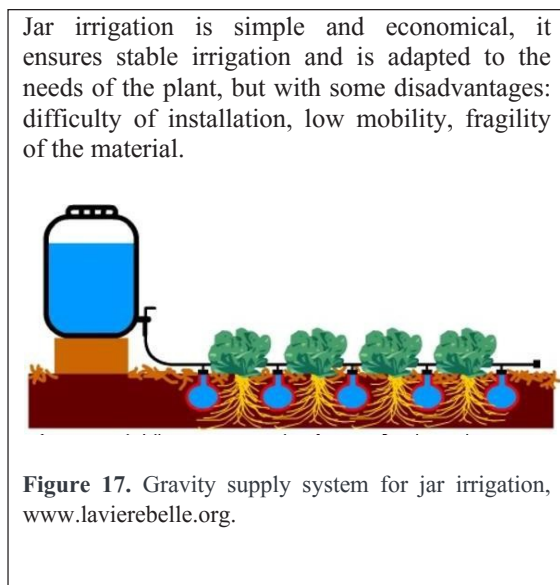 Jar irrigation is simple and economical, it
ensures stable irrigation and is adapted to the
needs of the plant, but with some disadvantages:
difficulty of installation, low mobility, fragility
of the material.
Figure 17. Gravity supply system for jar irrigation,
www.lavierebelle.org.